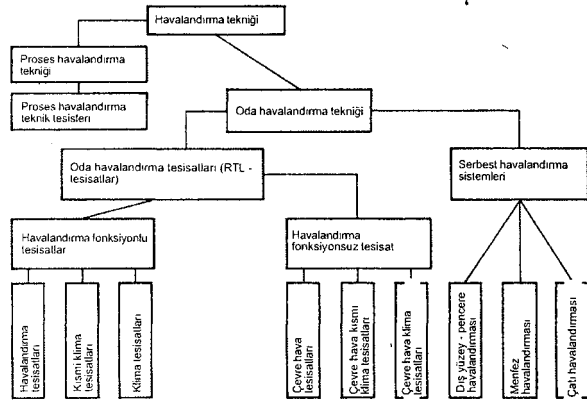 Havalandırma tekniği
Proses havalandırma
tekniği
Proses havalandırma
teknik tesisteri
Oda havalandırma tekniği
Oda havalandırma tesisatları (RTL -
tesisatlar)
Serbest havalandırma
sistemleri
Havalandırma fonksiyonlu
tesisatlar
Havalandırma
fonksiyonsuz tesisat
Havalandırma
tesisatları
Kısmi klima
tesisatları
Klima tesisatları
Çevre hava
tesisatları
Çevre hava kısmı
klima tesisatları
Çevre hava klima
tesisatları
Dış yüzey - pencere
havalandırması
Menfez
havalandırması
Çatı havalandırması